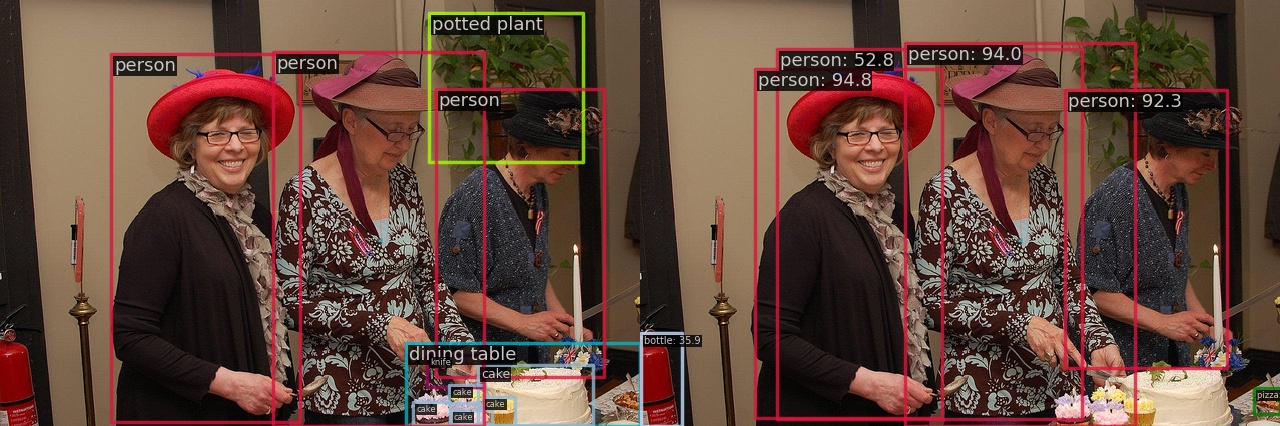 potted plant
person
person
person
dining table
knife
cake
cake
cake
cake
cake
person: 52.8
person: 94.0
person: 94.8
person: 92.3
bottle: 35.9
pizza